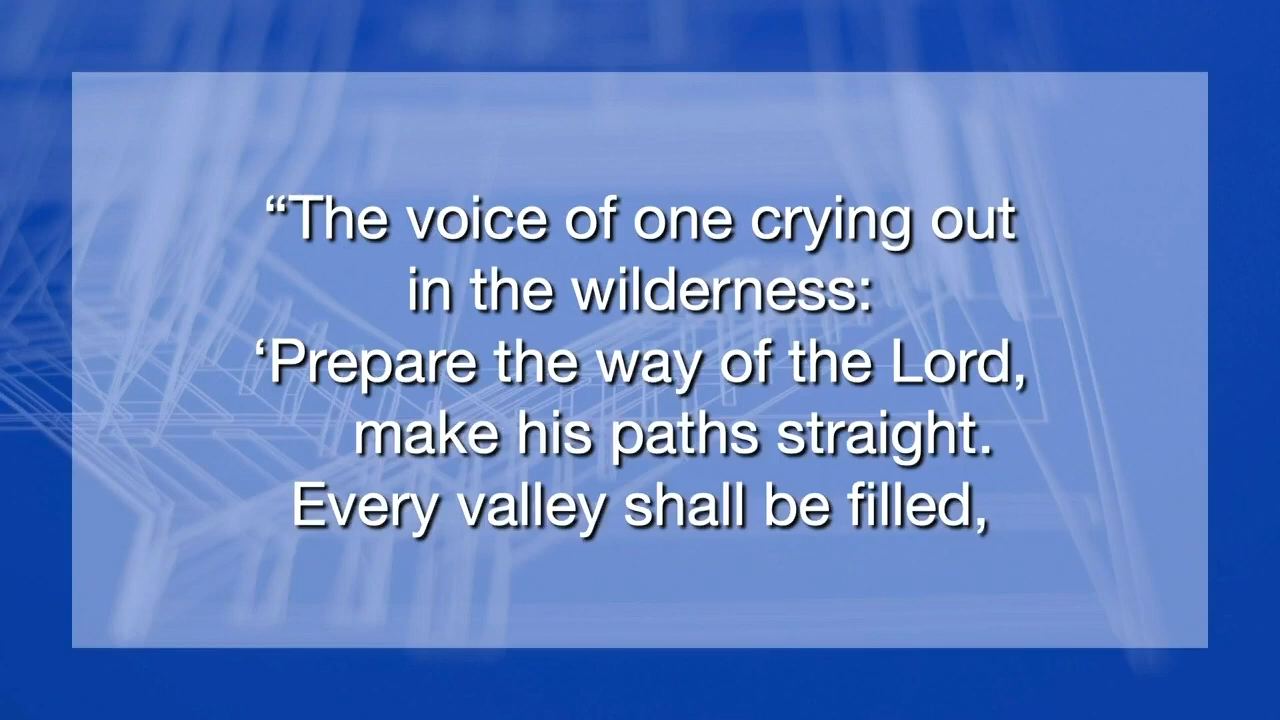 “The voice of one crying out
in the wilderness:
‘Prepare the way of the Lord,
make his paths straight.
Every valley shall be filled,